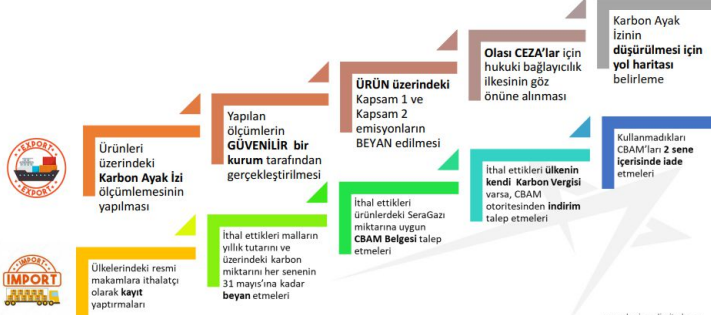 Karbon Ayak
İzinin
düşürülmesi için
yol haritası
belirleme
Olası CEZA'lar için
hukuki bağlayıcılık
ilkesinin göz
önüne alınması
ÜRÜN üzerindeki
Kapsam 1 ve
Kapsam 2
emisyonların
BEYAN edilmesi
Yapılan
ölçümlerin
GÜVENİLİR bir
kurum tarafından
gerçekleştirilmesi
Ürünleri
üzerindeki
Karbon Ayak İzi
ölçümlemesinin
yapılması
EXPORT
EXPORT
Kullanmadıkları
CBAM'ları 2 sene
içerisinde iade
etmeleri
İthal ettikleri ülkenin
kendi Karbon Vergisi
varsa, CBAM
otoritesinden indirim
talep etmeleri
İthal ettikleri
ürünlerdeki SeraGazı
miktarına uygun
CBAM Belgesi talep
etmeleri
İthal ettikleri malların
yıllık tutarını ve
üzerindeki karbon
miktarını her senenin
31 mayıs'ına kadar
beyan etmeleri
Ülkelerindeki resmi
makamlara ithalatçı
olarak kayıt
yaptırmaları
IMPORT